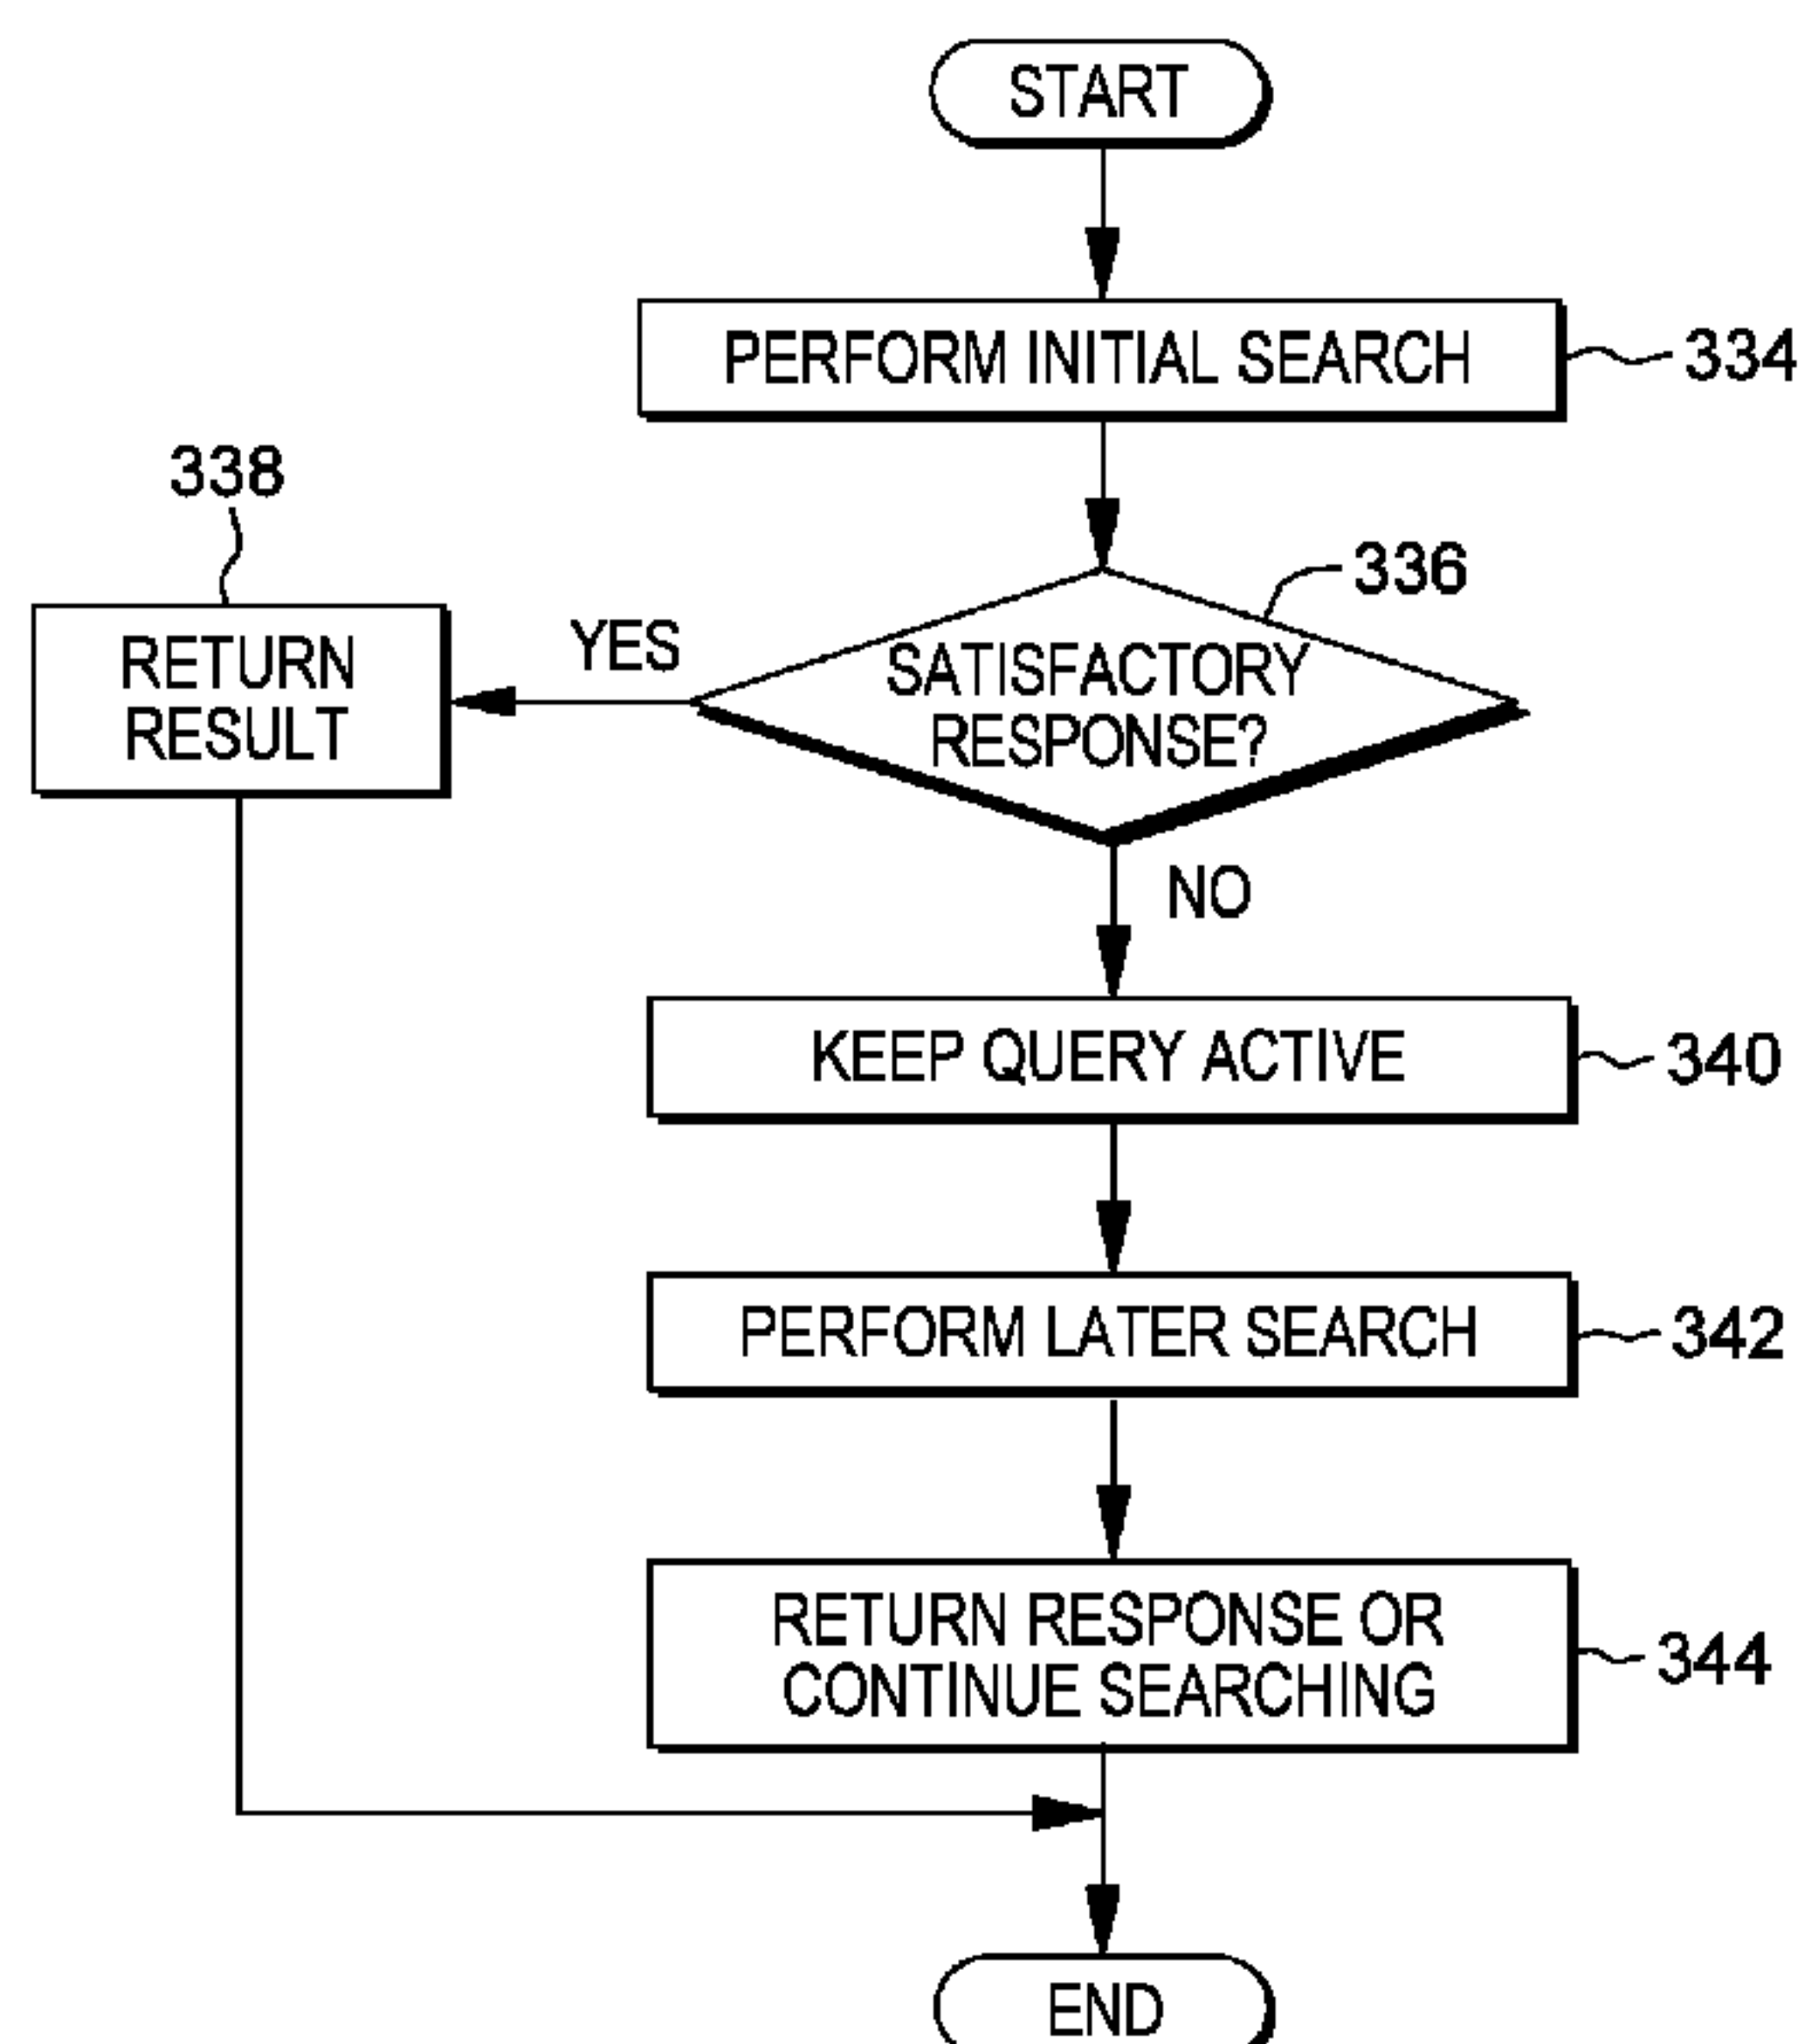 START
PERFORM INITIAL SEARCH
334
338
336
RETURN
RESULT
YES
SATISFACTORY
RESPONSE?
NO
KEEP QUERY ACTIVE
340
PERFORM LATER SEARCH
342
RETURN RESPONSE OR
CONTINUE SEARCHING
344
END